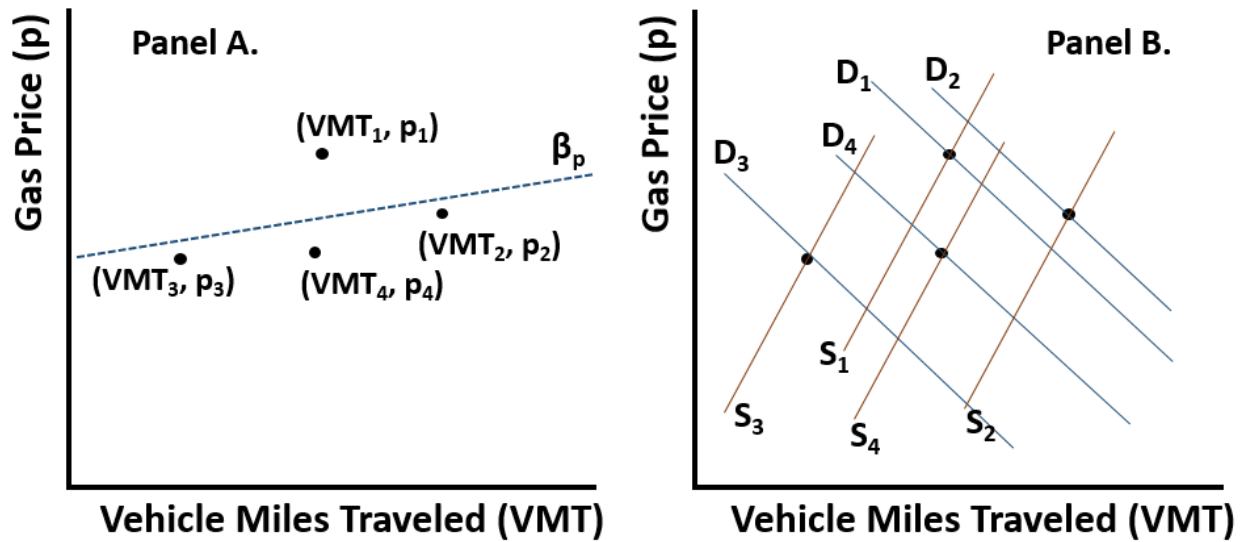 Panel A.
Gas Price (p)
(VMT₁, p₁)
βₚ
(VMT₂, p₂)
(VMT₃, p₃)
(VMT₄, p₄)
Vehicle Miles Traveled (VMT)
Panel B.
Gas Price (p)
D₁
D₂
D₄
D₃
S₁
S₃
S₄
S₂
Vehicle Miles Traveled (VMT)